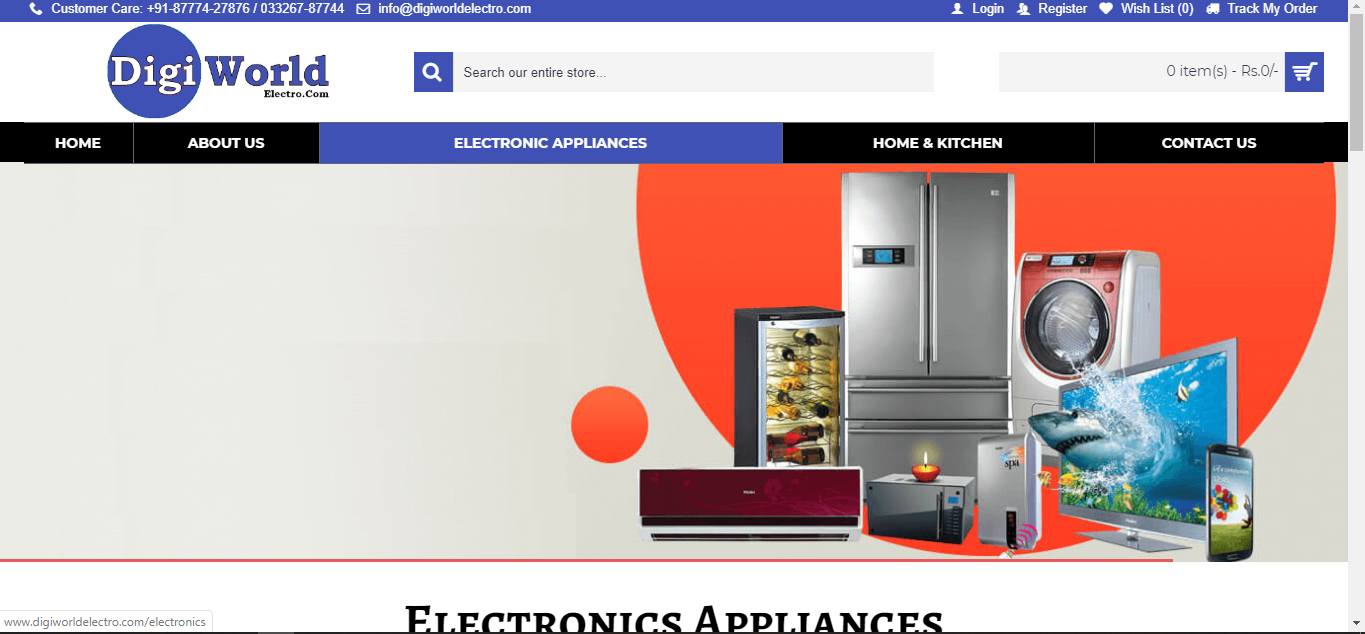 Customer Care: +91-87774-27876 / 033267-87744 info@digiworldelectro.com Login Register Wish List (0) Track My Order
Digi World
Electro.Com
Search our entire store...
0 item(s) - Rs.0/-
HOME ABOUT US ELECTRONIC APPLIANCES HOME & KITCHEN CONTACT US
spa
Haier
ELECTRONICS APPLIANCES
www.digiworldelectro.com/electronics